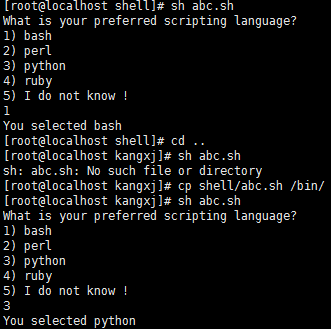 [root@localhost shell]# sh abc.sh
What is your preferred scripting language?
1) bash
2) perl
3) python
4) ruby
5) I do not know !
1
You selected bash
[root@localhost shell]# cd ..
[root@localhost kangxj]# sh abc.sh
sh: abc.sh: No such file or directory
[root@localhost kangxj]# cp shell/abc.sh /bin/
[root@localhost kangxj]# sh abc.sh
What is your preferred scripting language?
1) bash
2) perl
3) python
4) ruby
5) I do not know !
3
You selected python